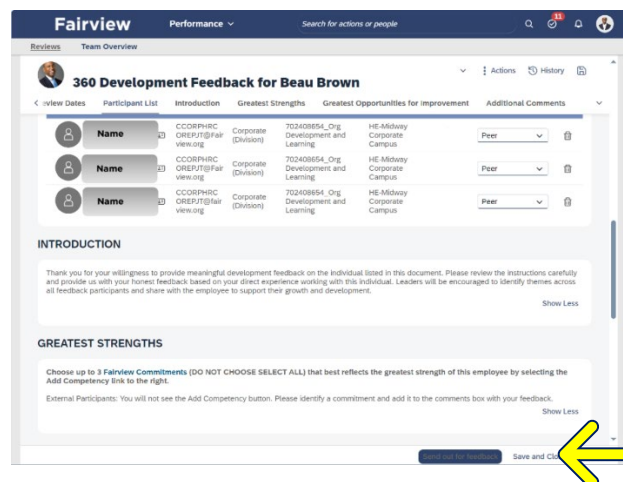 Fairview
Performance
Search for actions or people
11
Reviews Team Overview
360 Development Feedback for Beau Brown
Actions History
eview Dates Participant List Introduction Greatest Strengths Greatest Opportunities for Improvement Additional Comments
Name
CCORPHRC
OREPJT@Fair
view.org
Corporate
(Division)
702408654_Org
Development and
Learning
HE-Midway
Corporate
Campus
Peer
Name
CCORPHRC
OREPJT@Fair
view.org
Corporate
(Division)
702408654_Org
Development and
Learning
HE-Midway
Corporate
Campus
Peer
Name
CCORPHRC
OREPJT@fair
view.org
Corporate
(Division)
702408654_Org
Development and
Learning
HE-Midway
Corporate
Campus
Peer
INTRODUCTION
Thank you for your willingness to provide meaningful development feedback on the individual listed in this document. Please review the instructions carefully
and provide us with your honest feedback based on your direct experience working with this individual. Leaders will be encouraged to identify themes across
all feedback participants and share with the employee to support their growth and development.
Show Less
GREATEST STRENGTHS
Choose up to 3 Fairview Commitments (DO NOT CHOOSE SELECT ALL) that best reflects the greatest strength of this employee by selecting the
Add Competency link to the right.
External Participants: You will not see the Add Competency button. Please identify a commitment and add it to the comments box with your feedback.
Show Less
Send out for feedback Save and Clo